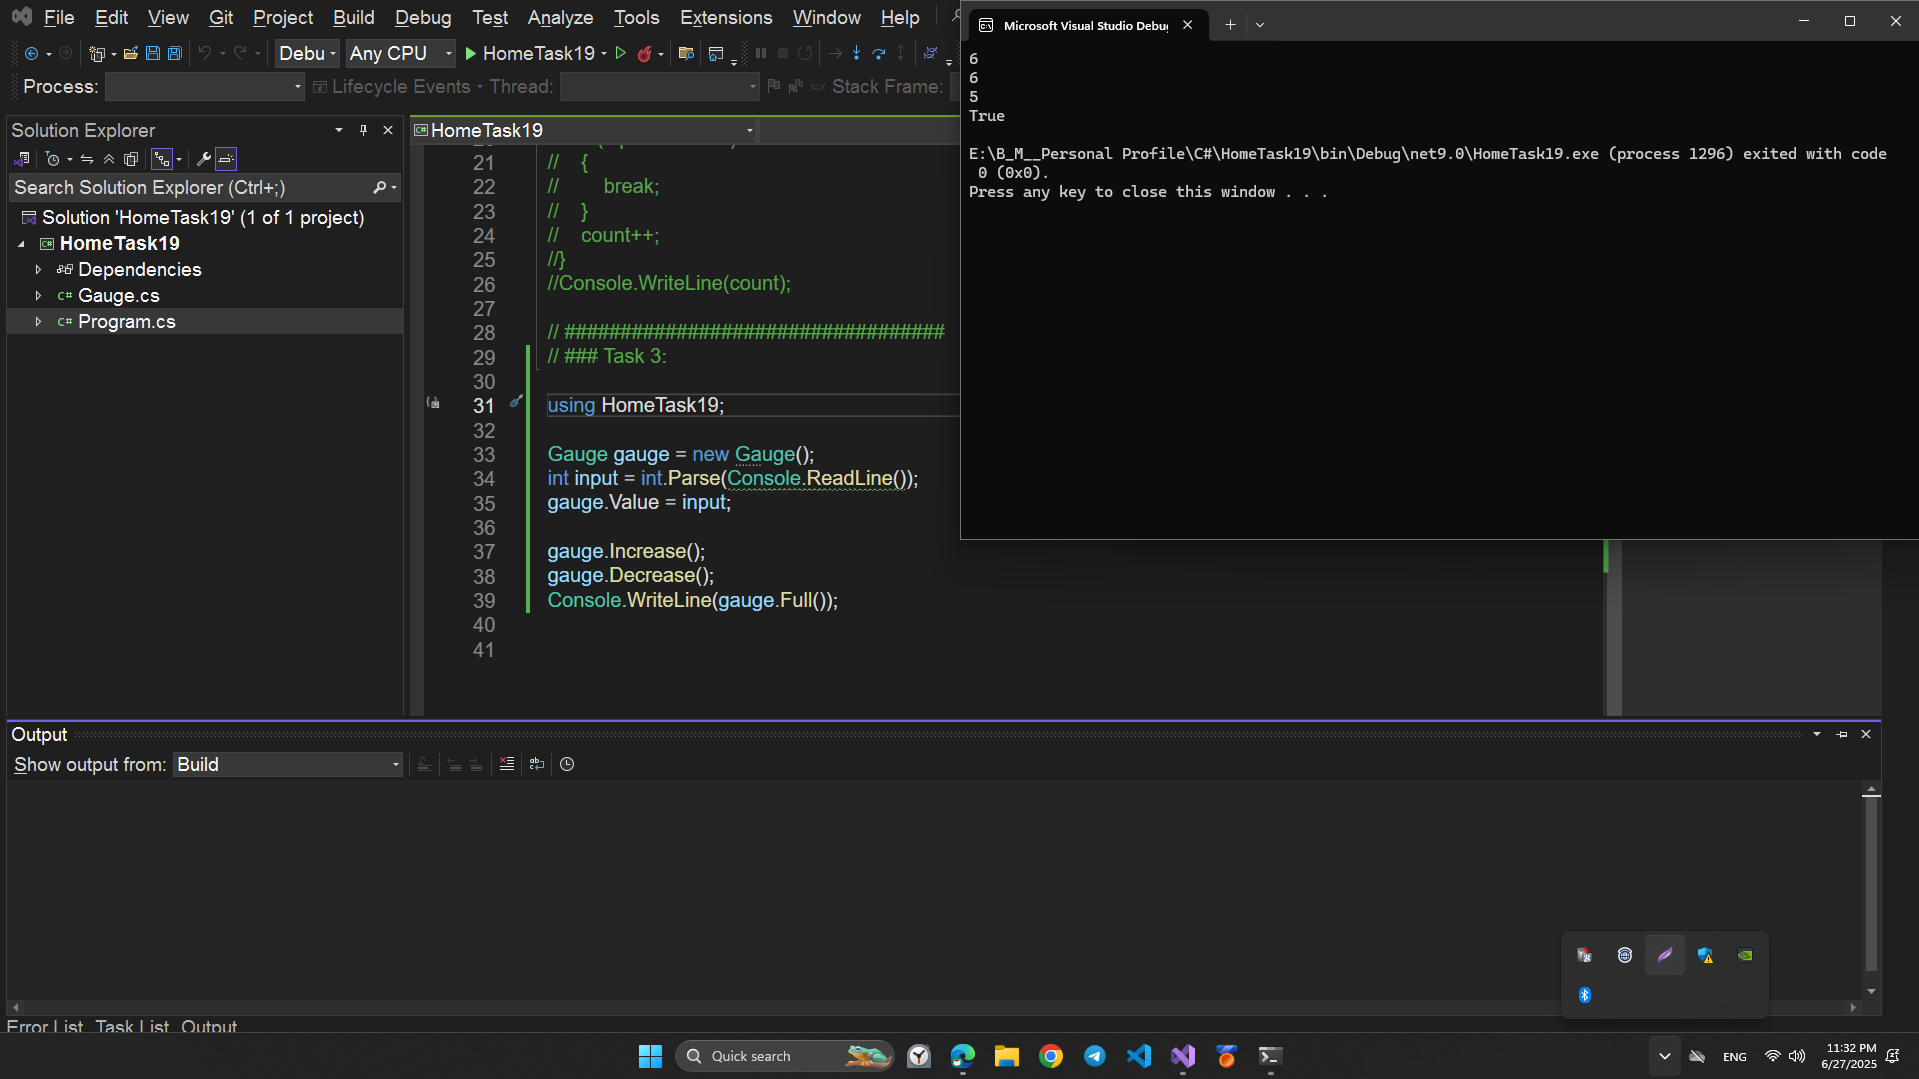 File Edit View Git Project Build Debug Test Analyze Tools Extensions Window Help
Debu Any CPU HomeTask19
Process: Lifecycle Events Thread: Stack Frame:
Solution Explorer
Search Solution Explorer (Ctrl+;)
Solution 'HomeTask19' (1 of 1 project)
HomeTask19
Dependencies
C# Gauge.cs
C# Program.cs
C# HomeTask19
21 // {
22 // break;
23 // }
24 // count++;
25 //}
26 //Console.WriteLine(count);
27
28 // ##################################
29 // ### Task 3:
30
31 using HomeTask19;
32
33 Gauge gauge = new Gauge();
34 int input = int.Parse(Console.ReadLine());
35 gauge.Value = input;
36
37 gauge.Increase();
38 gauge.Decrease();
39 Console.WriteLine(gauge.Full());
40
41
Microsoft Visual Studio Debu
6
6
5
True
E:\B_M__Personal Profile\C#\HomeTask19\bin\Debug\net9.0\HomeTask19.exe (process 1296) exited with code
0 (0x0).
Press any key to close this window . . .
Output
Show output from: Build
Error List Task List Output
Quick search
ENG
11:32 PM
6/27/2025